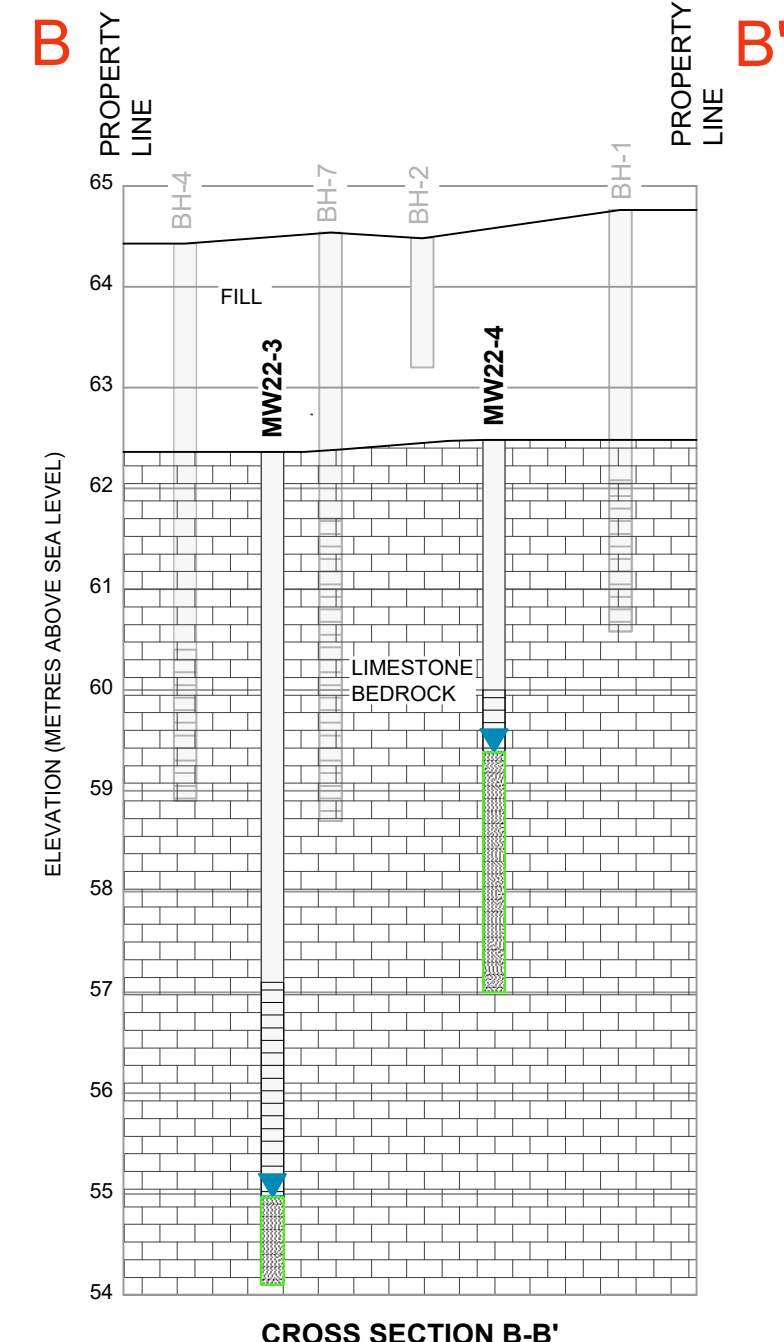 B
PROPERTY
LINE
PROPERTY
LINE
B'
BH-4
BH-7
BH-2
BH-1
65
64
FILL
MW22-3
MW22-4
63
ELEVATION (METRES ABOVE SEA LEVEL)
62
61
LIMESTONE
BEDROCK
60
59
58
57
56
55
54
CROSS SECTION B-B'